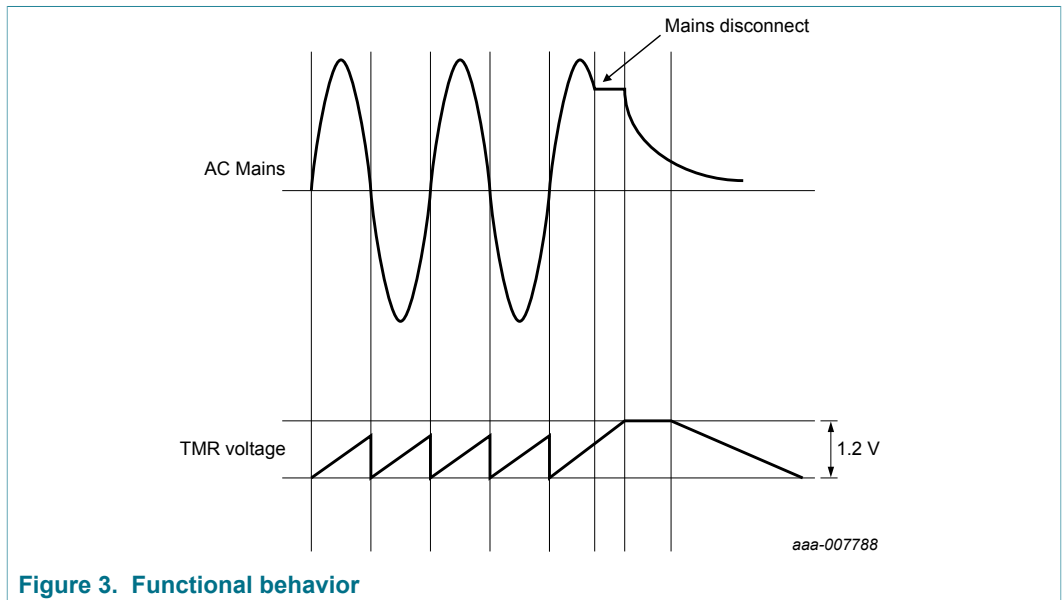 Mains disconnect
AC Mains
TMR voltage
1.2 V
aaa-007788
Figure 3. Functional behavior